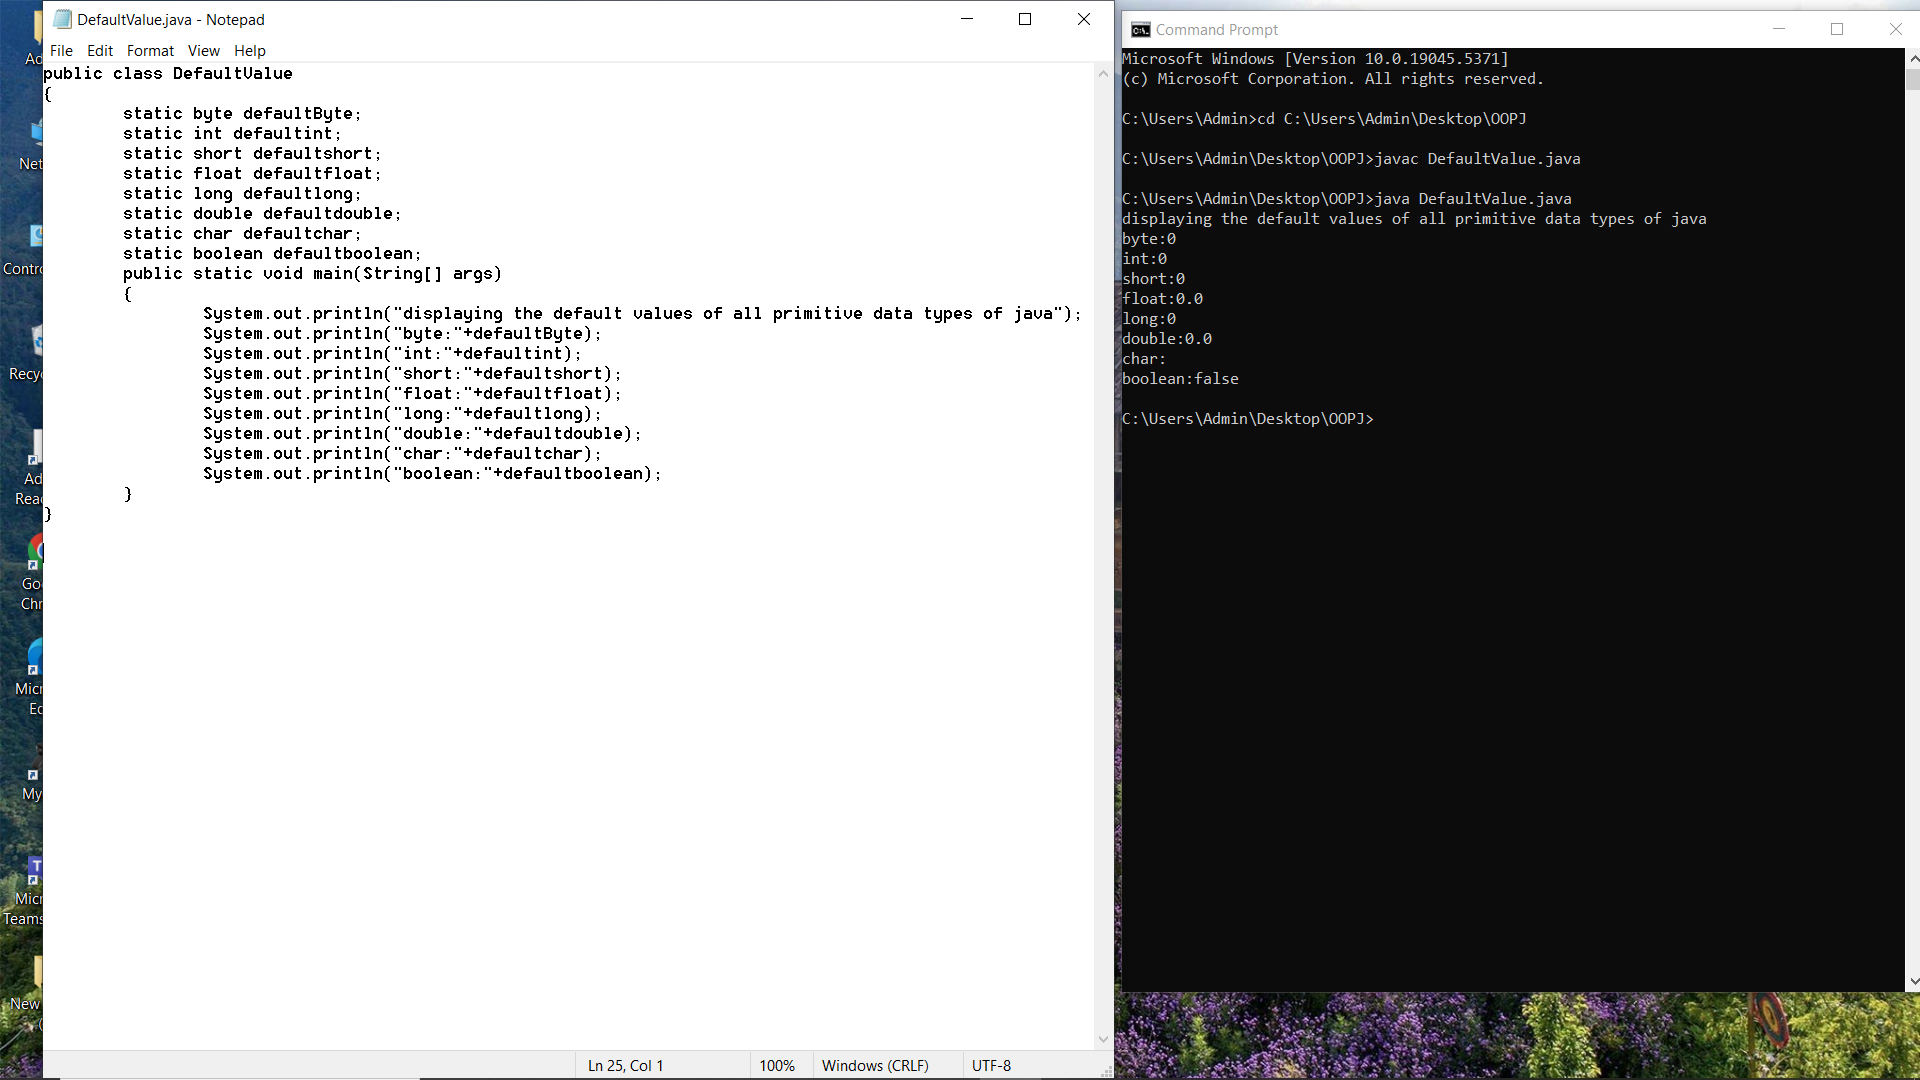 DefaultValue.java - Notepad
File Edit Format View Help
public class DefaultValue
{
static byte defaultByte;
static int defaultint;
static short defaultshort;
static float defaultfloat;
static long defaultlong;
static double defaultdouble;
static char defaultchar;
static boolean defaultboolean;
public static void main(String[] args)
{
System.out.println("displaying the default values of all primitive data types of java");
System.out.println("byte:"+defaultByte);
System.out.println("int:"+defaultint);
System.out.println("short:"+defaultshort);
System.out.println("float:"+defaultfloat);
System.out.println("long:"+defaultlong);
System.out.println("double:"+defaultdouble);
System.out.println("char:"+defaultchar);
System.out.println("boolean:"+defaultboolean);
}
}
Ln 25, Col 1 100% Windows (CRLF) UTF-8
Command Prompt
Microsoft Windows [Version 10.0.19045.5371]
(c) Microsoft Corporation. All rights reserved.
C:\Users\Admin>cd C:\Users\Admin\Desktop\OOPJ
C:\Users\Admin\Desktop\OOPJ>javac DefaultValue.java
C:\Users\Admin\Desktop\OOPJ>java DefaultValue.java
displaying the default values of all primitive data types of java
byte:0
int:0
short:0
float:0.0
long:0
double:0.0
char:
boolean:false
C:\Users\Admin\Desktop\OOPJ>
Ad
Net
Contro
Recy
Ad
Rea
Go
Chr
Micr
Ed
My
Micr
Teams
New